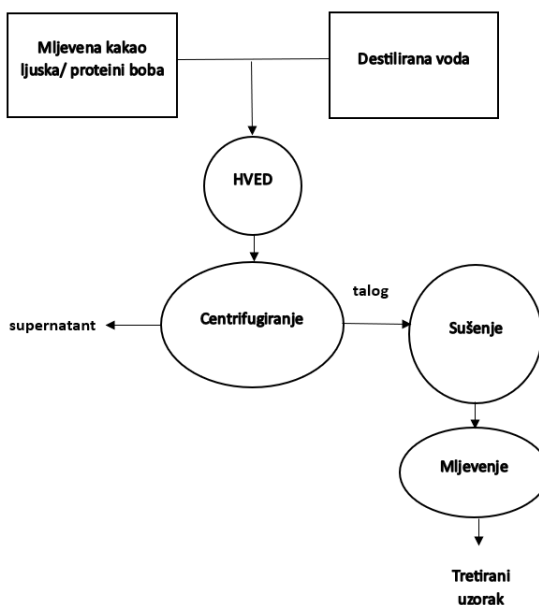 Mljevena kakao
ljuska/ proteini boba
Destilirana voda
HVED
Centrifugiranje
talog
supernatant
Sušenje
Mljevenje
Tretirani
uzorak